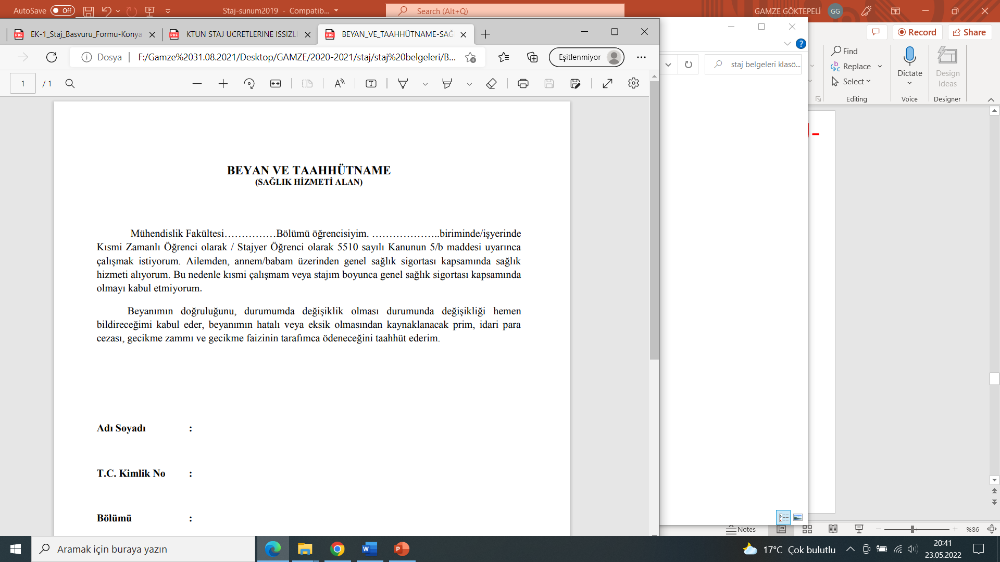 AutoSave Off
Staj-sunum2019 - Compatib...
Search (Alt+Q)
GAMZE GÖKTEPELİ GG
EK-1_Staj_Basvuru_Formu-Konya
KTUN STAJ UCRETLERINE ISSIZLI
BEYAN_VE_TAAHHÜTNAME-SAĞ
Record
Share
Dosya
F:/Gamze%2031.08.2021/Desktop/GAMZE/2020-2021/staj/staj%20belgeleri/B...
Eşitlenmiyor
staj belgeleri klasö...
Find
Replace
Select
Editing
Dictate
Voice
Design
Ideas
Designer
1 / 1
BEYAN VE TAAHHÜTNAME
(SAĞLIK HİZMETİ ALAN)
Mühendislik Fakültesi……………Bölümü öğrencisiyim. ………………..biriminde/işyerinde
Kısmi Zamanlı Öğrenci olarak / Stajyer Öğrenci olarak 5510 sayılı Kanunun 5/b maddesi uyarınca
çalışmak istiyorum. Ailemden, annem/babam üzerinden genel sağlık sigortası kapsamında sağlık
hizmeti alıyorum. Bu nedenle kısmi çalışmam veya stajım boyunca genel sağlık sigortası kapsamında
olmayı kabul etmiyorum.
Beyanımın doğruluğunu, durumumda değişiklik olması durumunda değişikliği hemen
bildireceğimi kabul eder, beyanımın hatalı veya eksik olmasından kaynaklanacak prim, idari para
cezası, gecikme zammı ve gecikme faizinin tarafımca ödeneceğini taahhüt ederim.
Adı Soyadı :
T.C. Kimlik No :
Bölümü :
Notes
%86
Aramak için buraya yazın
17°C Çok bulutlu
20:41
23.05.2022